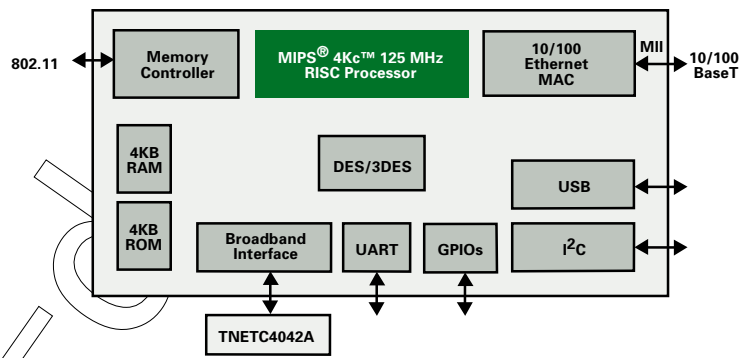 802.11
Memory
Controller
MIPS® 4Kc™ 125 MHz
RISC Processor
10/100
Ethernet
MAC
MII
10/100
BaseT
4KB
RAM
DES/3DES
USB
4KB
ROM
Broadband
Interface
UART
GPIOs
I²C
TNETC4042A